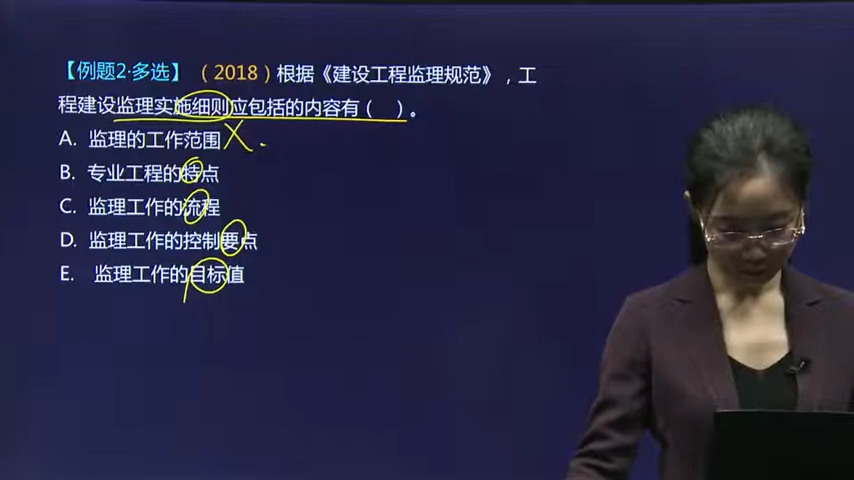 【例题2·多选】（2018）根据《建设工程监理规范》，工
程建设监理实施细则应包括的内容有（ ）。
A. 监理的工作范围
B. 专业工程的特点
C. 监理工作的流程
D. 监理工作的控制要点
E. 监理工作的目标值